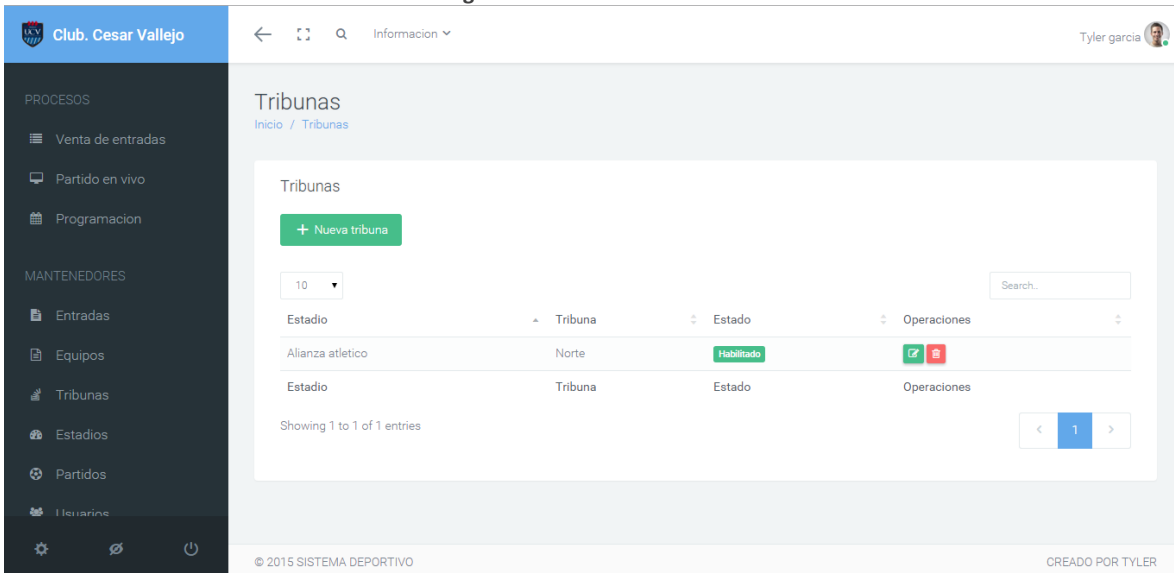 UCV
Club. Cesar Vallejo
Informacion
Tyler garcia
PROCESOS
Venta de entradas
Partido en vivo
Programacion
MANTENEDORES
Entradas
Equipos
Tribunas
Estadios
Partidos
Usuarios
Tribunas
Inicio / Tribunas
Tribunas
+ Nueva tribuna
10
Search..
Estadio Tribuna Estado Operaciones
Alianza atletico Norte Habilitado
Estadio Tribuna Estado Operaciones
Showing 1 to 1 of 1 entries
< 1 >
© 2015 SISTEMA DEPORTIVO
CREADO POR TYLER